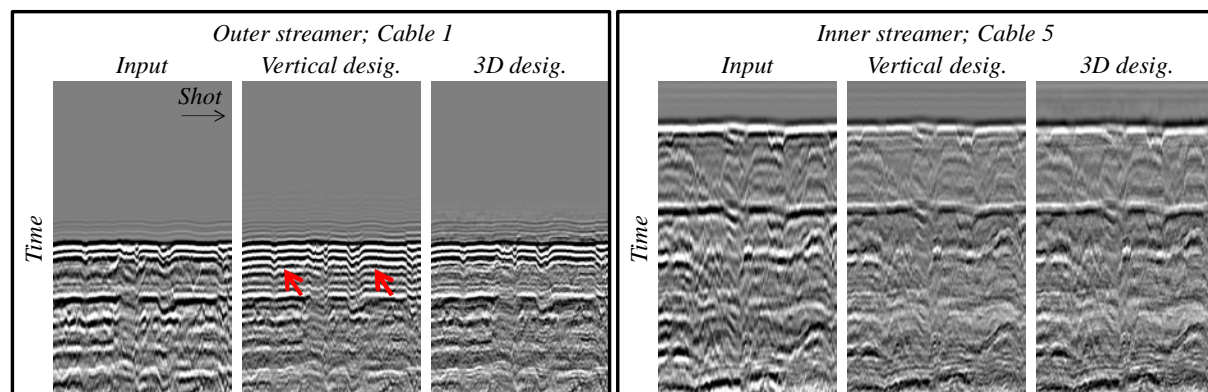 Outer streamer; Cable 1
Input Vertical desig. 3D desig.
Shot
Time
Inner streamer; Cable 5
Input Vertical desig. 3D desig.
Time